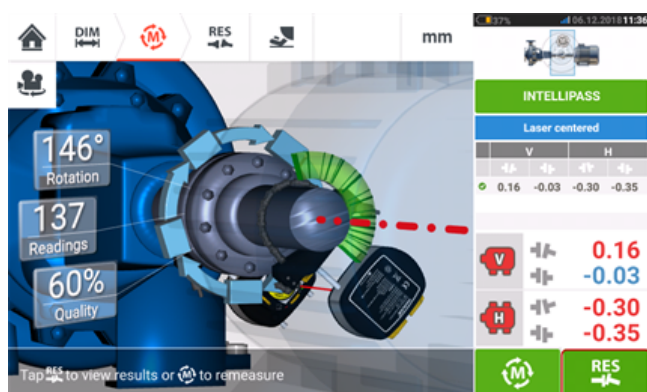 DIM
M
RES
mm
37%
06.12.2018 11:36
146°
Rotation
137
Readings
60%
Quality
Tap RES to view results or M to remeasure
INTELLIPASS
Laser centered
V H
0.16 -0.03 -0.30 -0.35
V 0.16
-0.03
H -0.30
-0.35
M
RES